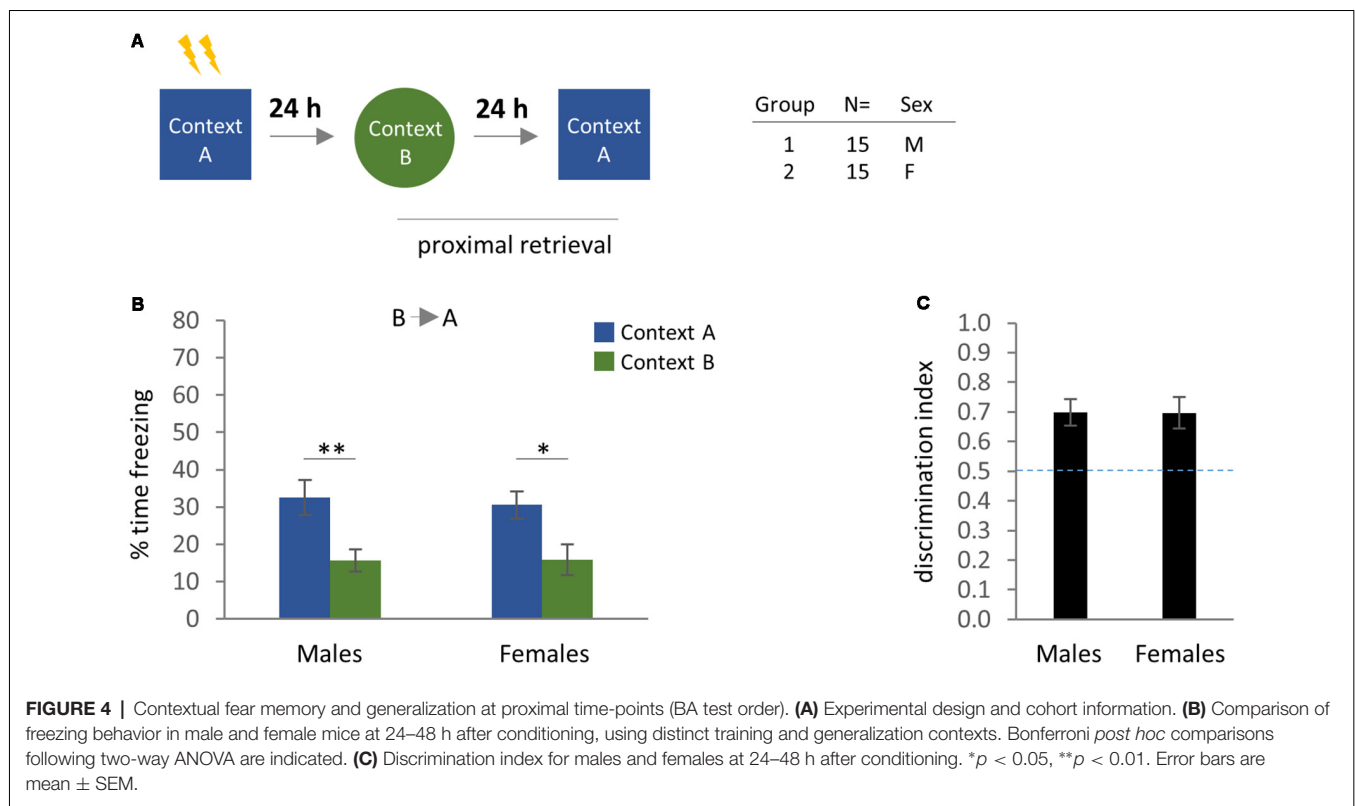 A
Context A
24 h
Context B
24 h
Context A
proximal retrieval
Group N= Sex
1 15 M
2 15 F
B
B A
Context A
Context B
% time freezing
80
70
60
50
40
30
20
10
0
**
*
Males Females
C
discrimination index
1.0
0.9
0.8
0.7
0.6
0.5
0.4
0.3
0.2
0.1
0.0
Males Females
FIGURE 4 | Contextual fear memory and generalization at proximal time-points (BA test order). (A) Experimental design and cohort information. (B) Comparison of
freezing behavior in male and female mice at 24–48 h after conditioning, using distinct training and generalization contexts. Bonferroni post hoc comparisons
following two-way ANOVA are indicated. (C) Discrimination index for males and females at 24–48 h after conditioning. *p < 0.05, **p < 0.01. Error bars are
mean ± SEM.